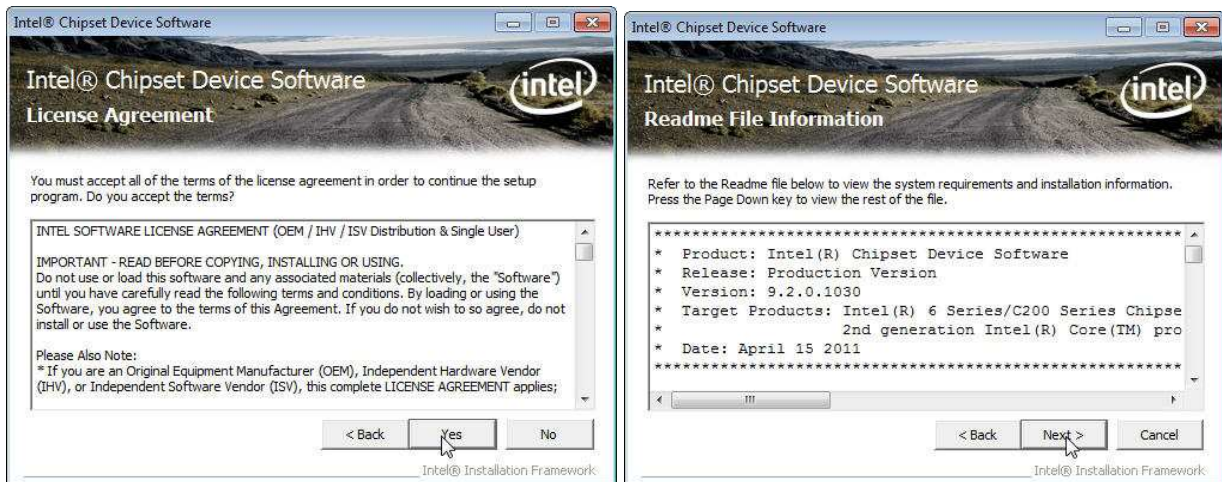 Intel® Chipset Device Software
Intel® Chipset Device Software
intel
License Agreement
You must accept all of the terms of the license agreement in order to continue the setup
program. Do you accept the terms?
INTEL SOFTWARE LICENSE AGREEMENT (OEM / IHV / ISV Distribution & Single User)
IMPORTANT - READ BEFORE COPYING, INSTALLING OR USING.
Do not use or load this software and any associated materials (collectively, the "Software")
until you have carefully read the following terms and conditions. By loading or using the
Software, you agree to the terms of this Agreement. If you do not wish to so agree, do not
install or use the Software.
Please Also Note:
* If you are an Original Equipment Manufacturer (OEM), Independent Hardware Vendor
(IHV), or Independent Software Vendor (ISV), this complete LICENSE AGREEMENT applies;
< Back Yes No
Intel® Installation Framework
Intel® Chipset Device Software
Intel® Chipset Device Software
intel
Readme File Information
Refer to the Readme file below to view the system requirements and installation information.
Press the Page Down key to view the rest of the file.
************************************************************
* Product: Intel(R) Chipset Device Software
* Release: Production Version
* Version: 9.2.0.1030
* Target Products: Intel(R) 6 Series/C200 Series Chipse
* 2nd generation Intel(R) Core(TM) pro
* Date: April 15 2011
************************************************************
< Back Next > Cancel
Intel® Installation Framework